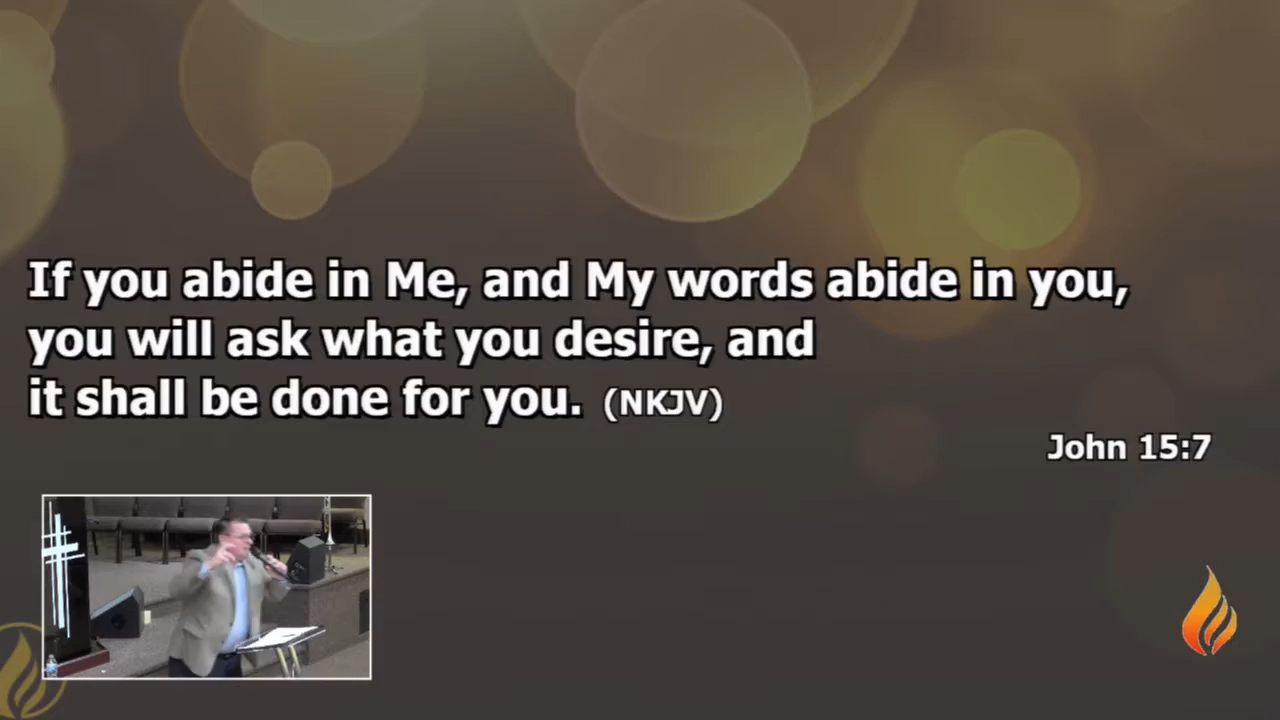 If you abide in Me, and My words abide in you,
you will ask what you desire, and
it shall be done for you. (NKJV)
John 15:7